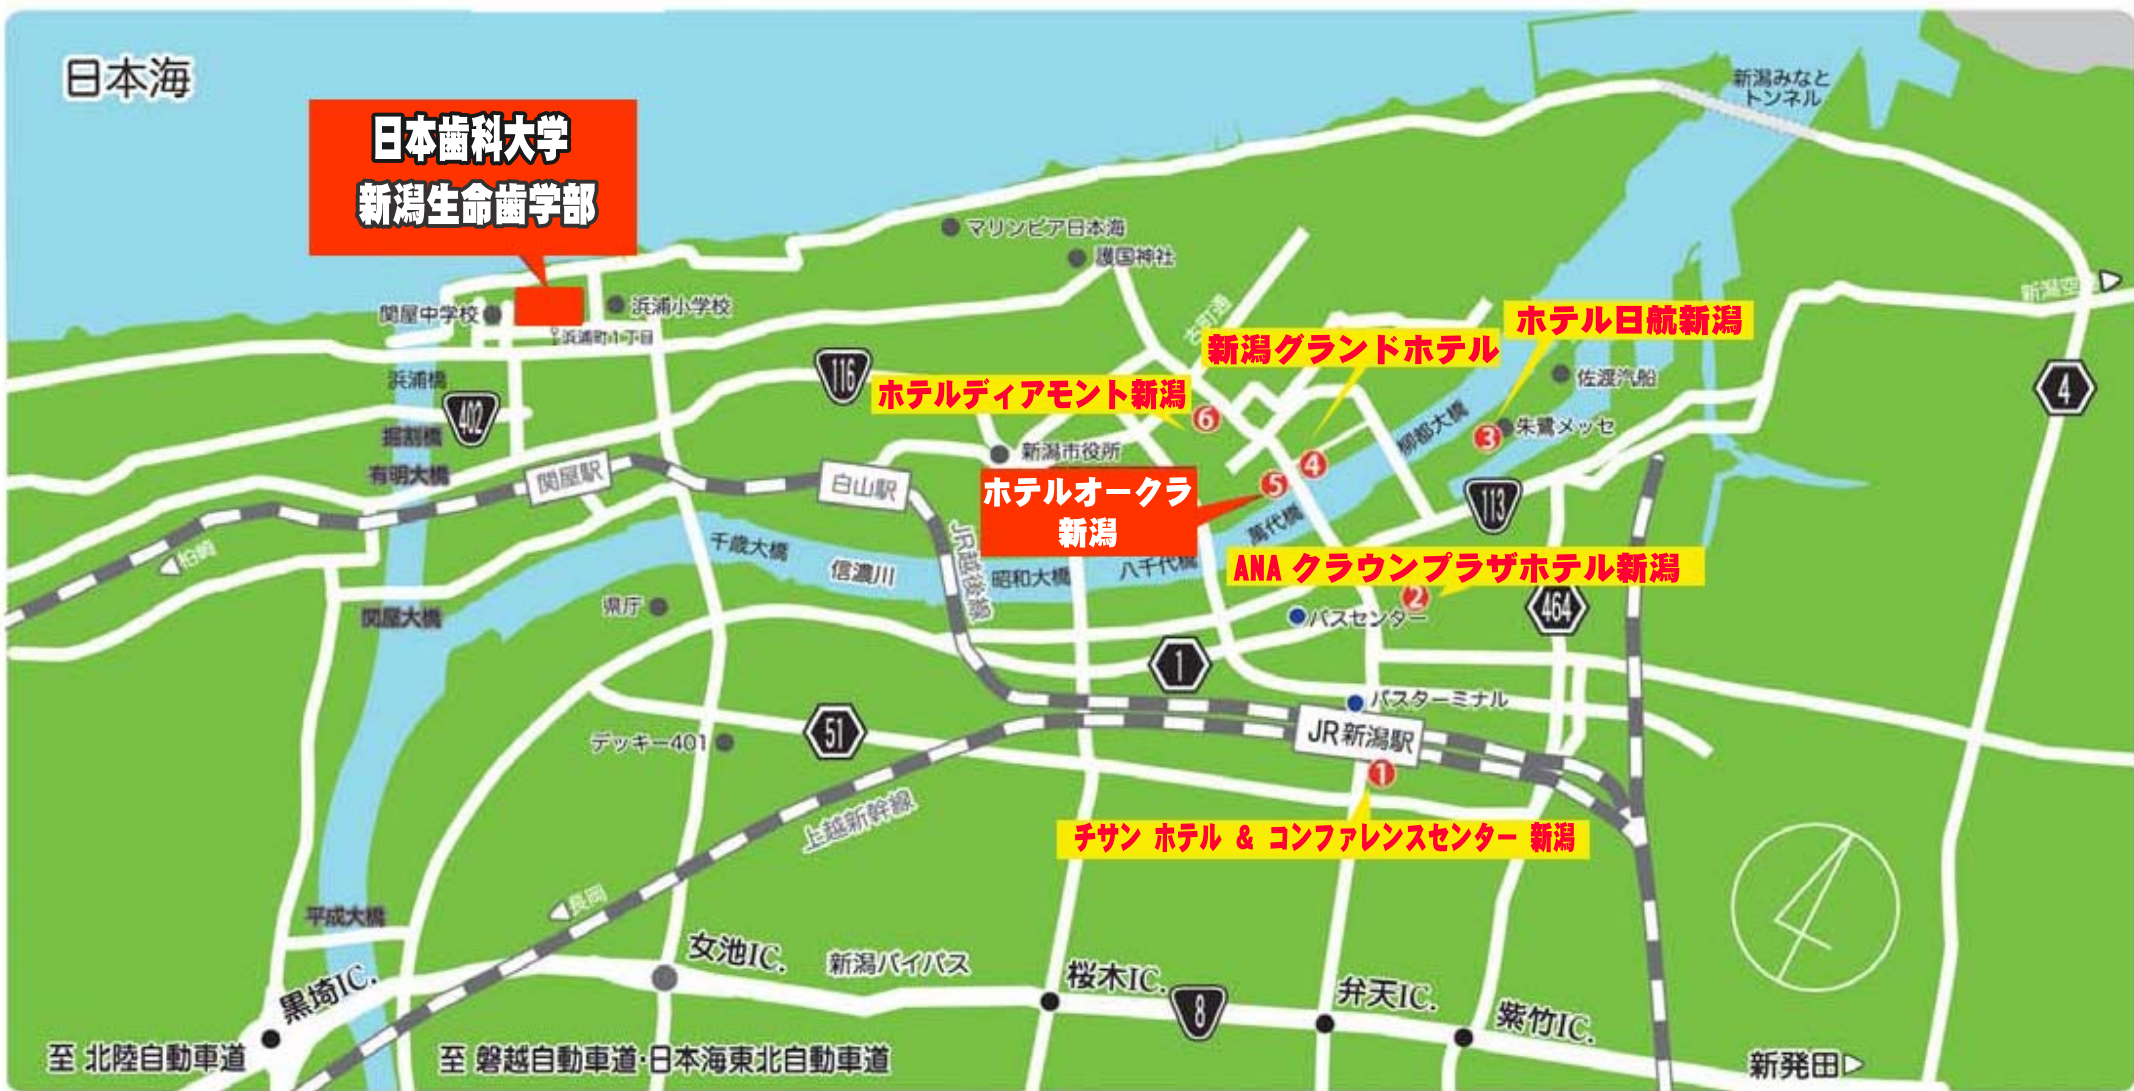 日本海
新潟みなと
トンネル
日本歯科大学
新潟生命歯学部
マリンピア日本海
護国神社
新潟空港
関屋中学校
浜浦小学校
浜浦町1丁目
古町通
ホテル日航新潟
新潟グランドホテル
116
浜浦橋
佐渡汽船
4
ホテルディアモント新潟
6
402
掘割橋
柳都大橋
3
朱鷺メッセ
有明大橋
関屋駅
白山駅
新潟市役所
4
5
ホテルオークラ
新潟
113
萬代橋
柏崎
千歳大橋
信濃川
JR越後線
昭和大橋
八千代橋
ANA クラウンプラザホテル新潟
2
464
関屋大橋
県庁
バスセンター
1
バスターミナル
51
デッキー401
JR新潟駅
1
上越新幹線
チサン ホテル & コンファレンスセンター 新潟
長岡
平成大橋
女池IC.
新潟バイパス
黒埼IC.
桜木IC.
8
弁天IC.
紫竹IC.
至 北陸自動車道
至 磐越自動車道・日本海東北自動車道
新発田